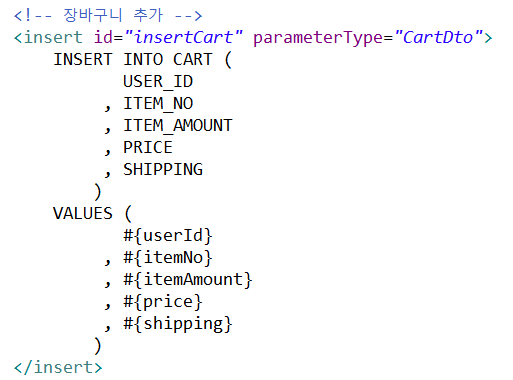 <!-- 장바구니 추가 -->
<insert id="insertCart" parameterType="CartDto">
    INSERT INTO CART (
           USER_ID
         , ITEM_NO
         , ITEM_AMOUNT
         , PRICE
         , SHIPPING
        )
    VALUES (
           #{userId}
         , #{itemNo}
         , #{itemAmount}
         , #{price}
         , #{shipping}
        )
</insert>